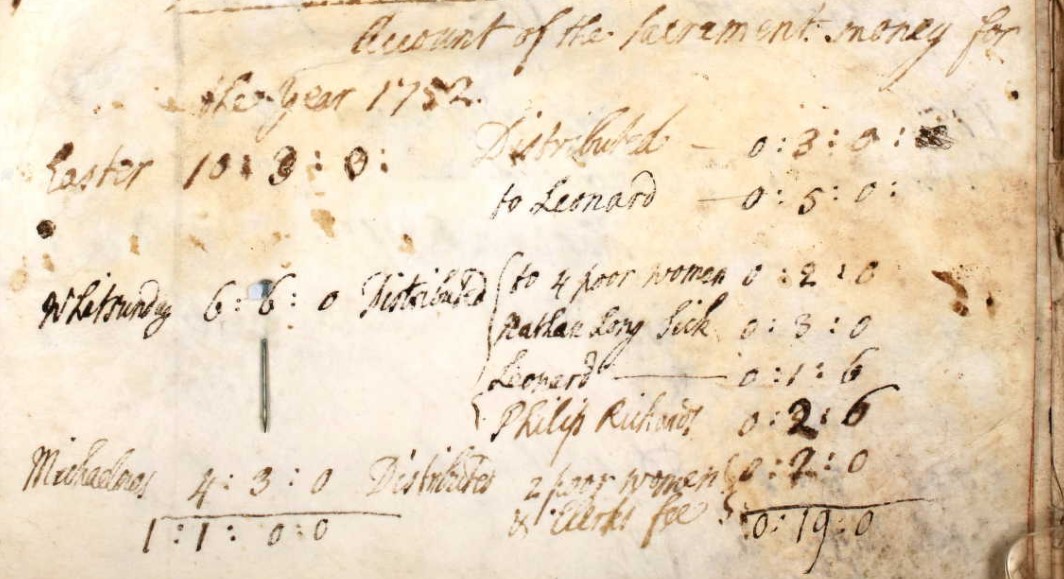 Account of the Sacrament money for
the Year 1752.
Easter 10 : 3 : 0 : Distributed — 0 : 3 : 0 :
to Leonard — 0 : 5 : 0 :
Whitsunday 6 : 6 : 0 Distributed { to 4 poor women 0 : 2 : 0
Nathan Lory Sick 0 : 3 : 0
Leonard — 0 : 1 : 6
Philip Richards 0 : 2 : 6
Michaelmas 4 : 3 : 0 Distributed 2 poor women 0 : 2 : 0
1 : 1 : 0 : 0 & Clerks fee 0 : 19 : 0